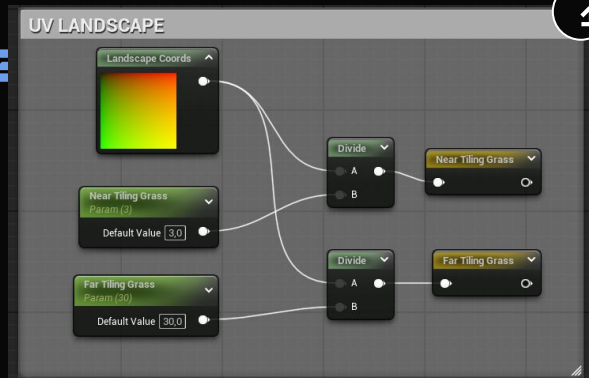 UV LANDSCAPE
Landscape Coords
Near Tiling Grass
Param (3)
Default Value 3,0
Far Tiling Grass
Param (30)
Default Value 30,0
Divide
A
B
Near Tiling Grass
Divide
A
B
Far Tiling Grass